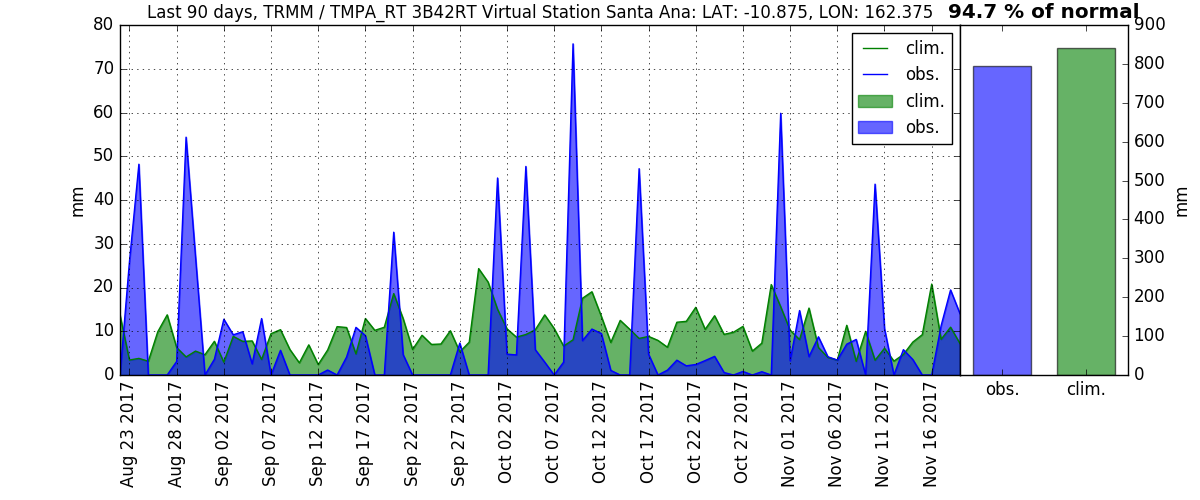 Last 90 days, TRMM / TMPA_RT 3B42RT Virtual Station Santa Ana: LAT: -10.875, LON: 162.375 94.7 % of normal
80
70
60
50
40
30
20
10
0
mm
clim.
obs.
clim.
obs.
900
800
700
600
500
400
300
200
100
0
mm
Aug 23 2017
Aug 28 2017
Sep 02 2017
Sep 07 2017
Sep 12 2017
Sep 17 2017
Sep 22 2017
Sep 27 2017
Oct 02 2017
Oct 07 2017
Oct 12 2017
Oct 17 2017
Oct 22 2017
Oct 27 2017
Nov 01 2017
Nov 06 2017
Nov 11 2017
Nov 16 2017
obs.
clim.